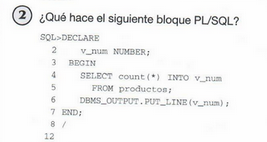 2 ¿Qué hace el siguiente bloque PL/SQL?
SQL>DECLARE
2 v_num NUMBER;
3 BEGIN
4 SELECT count(*) INTO v_num
5 FROM productos;
6 DBMS_OUTPUT.PUT_LINE(v_num);
7 END;
8 /
12